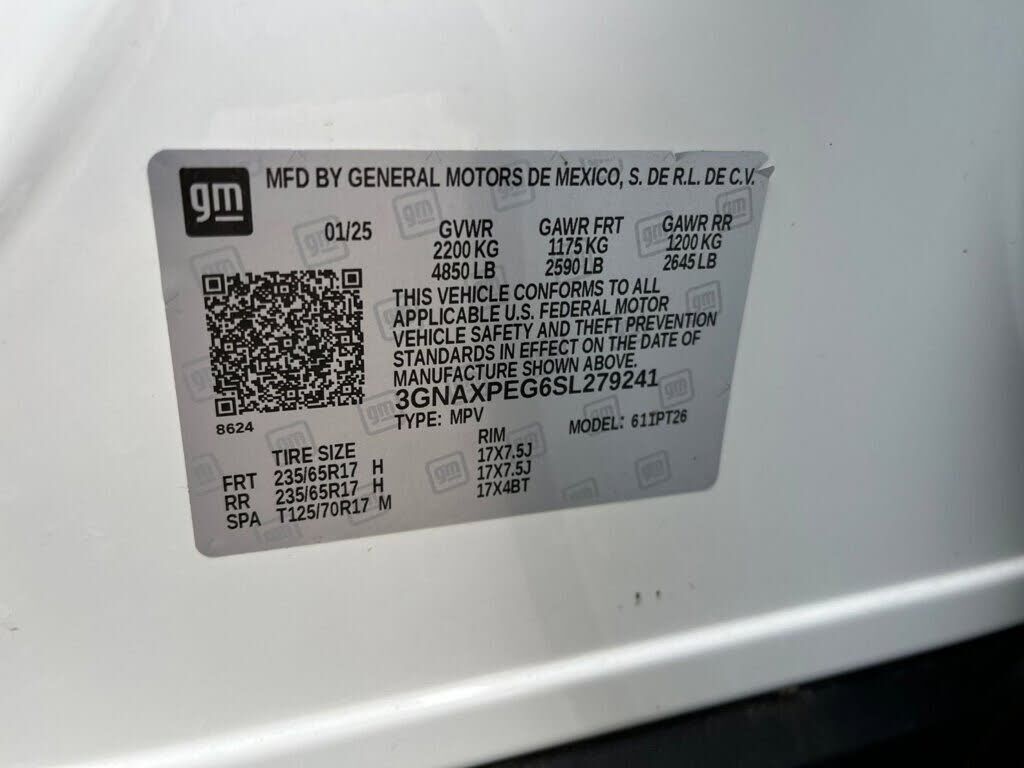 gm MFD BY GENERAL MOTORS DE MEXICO, S. DE R.L. DE C.V.
01/25 GVWR GAWR FRT GAWR RR
2200 KG 1175 KG 1200 KG
4850 LB 2590 LB 2645 LB
THIS VEHICLE CONFORMS TO ALL
APPLICABLE U.S. FEDERAL MOTOR
VEHICLE SAFETY AND THEFT PREVENTION
STANDARDS IN EFFECT ON THE DATE OF
MANUFACTURE SHOWN ABOVE.
3GNAXPEG6SL279241
8624 TYPE: MPV MODEL: 611PT26
TIRE SIZE RIM
FRT 235/65R17 H 17X7.5J
RR 235/65R17 H 17X7.5J
SPA T125/70R17 M 17X4BT